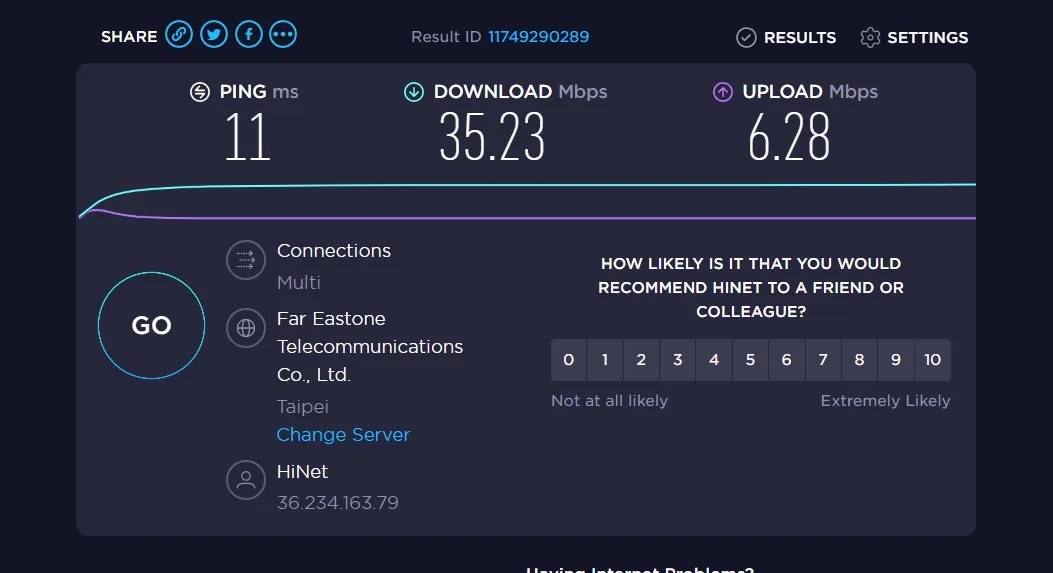 SHARE
Result ID 11749290289
RESULTS
SETTINGS
PING ms
11
DOWNLOAD Mbps
35.23
UPLOAD Mbps
6.28
GO
Connections
Multi
Far Eastone
Telecommunications
Co., Ltd.
Taipei
Change Server
HiNet
36.234.163.79
HOW LIKELY IS IT THAT YOU WOULD
RECOMMEND HINET TO A FRIEND OR
COLLEAGUE?
0 1 2 3 4 5 6 7 8 9 10
Not at all likely
Extremely Likely
Having Internet Problems?